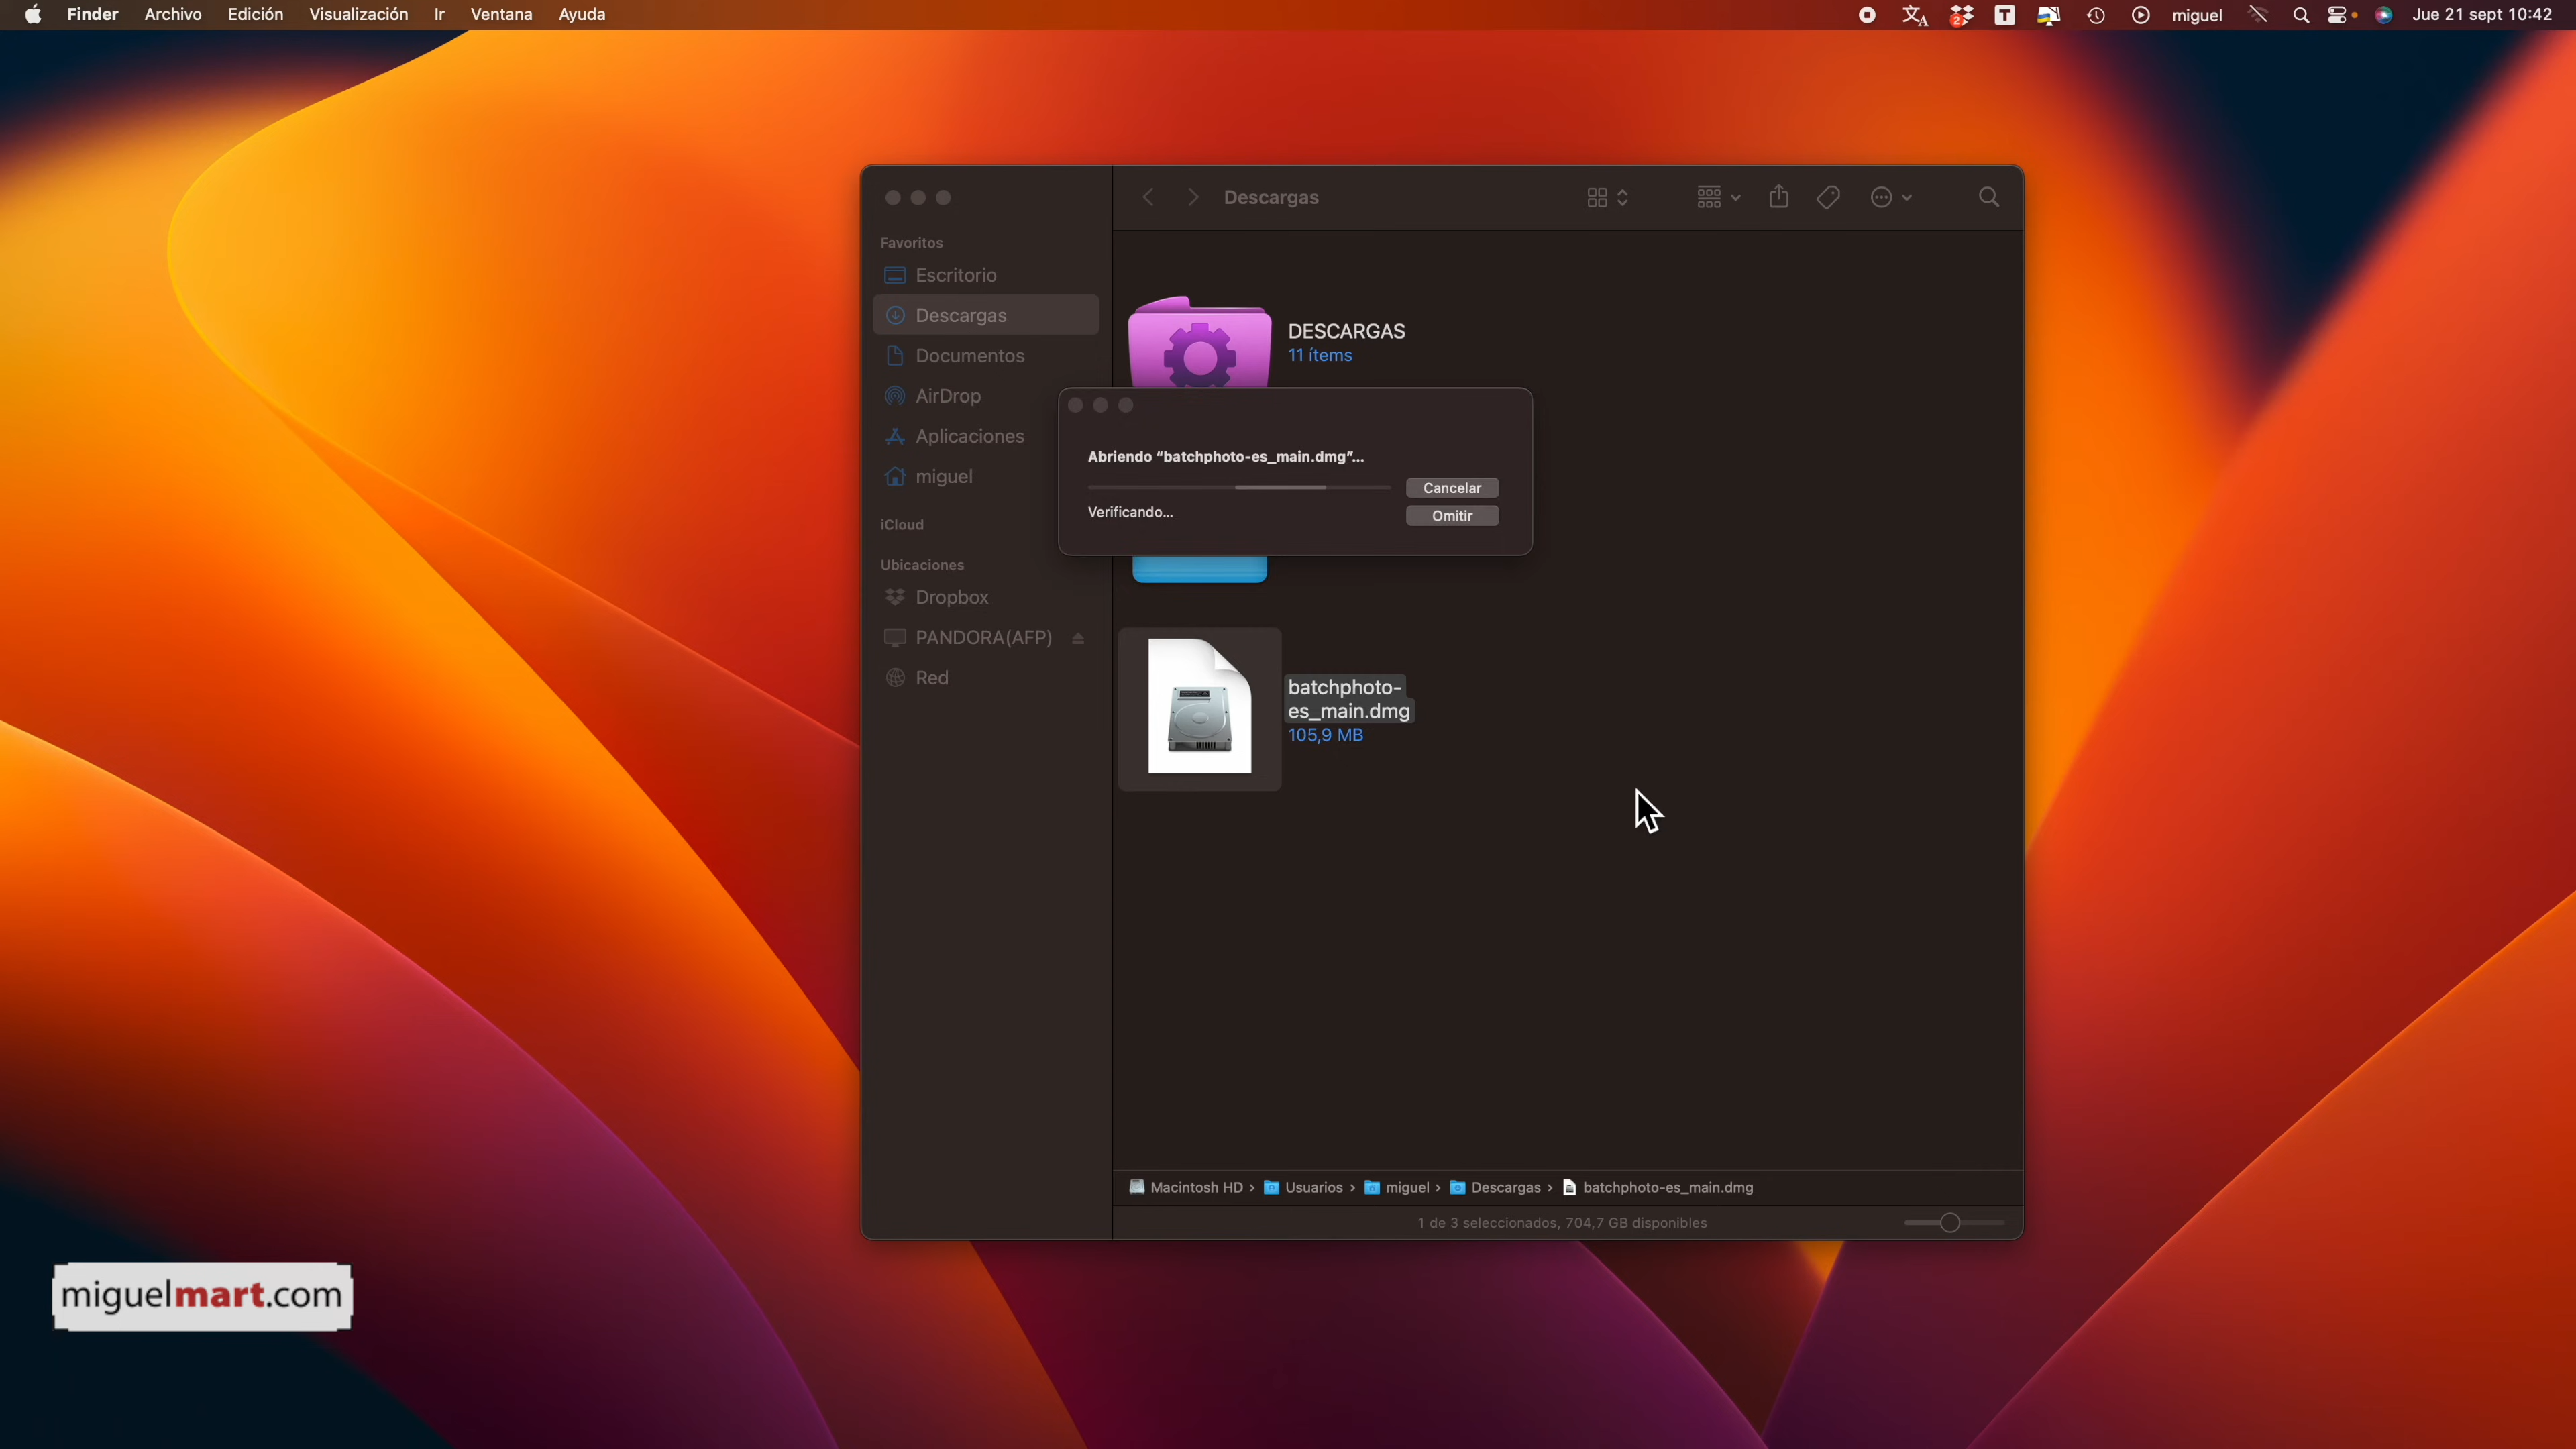 Finder Archivo Edición Visualización Ir Ventana Ayuda
2 T miguel Jue 21 sept 10:42
Descargas
Favoritos
Escritorio
Descargas
Documentos
AirDrop
Aplicaciones
miguel
iCloud
Ubicaciones
Dropbox
PANDORA(AFP)
Red
DESCARGAS
11 ítems
Abriendo “batchphoto-es_main.dmg”...
Cancelar
Verificando...
Omitir
batchphoto-
es_main.dmg
105,9 MB
Macintosh HD › Usuarios › miguel › Descargas › batchphoto-es_main.dmg
1 de 3 seleccionados, 704,7 GB disponibles
miguelmart.com